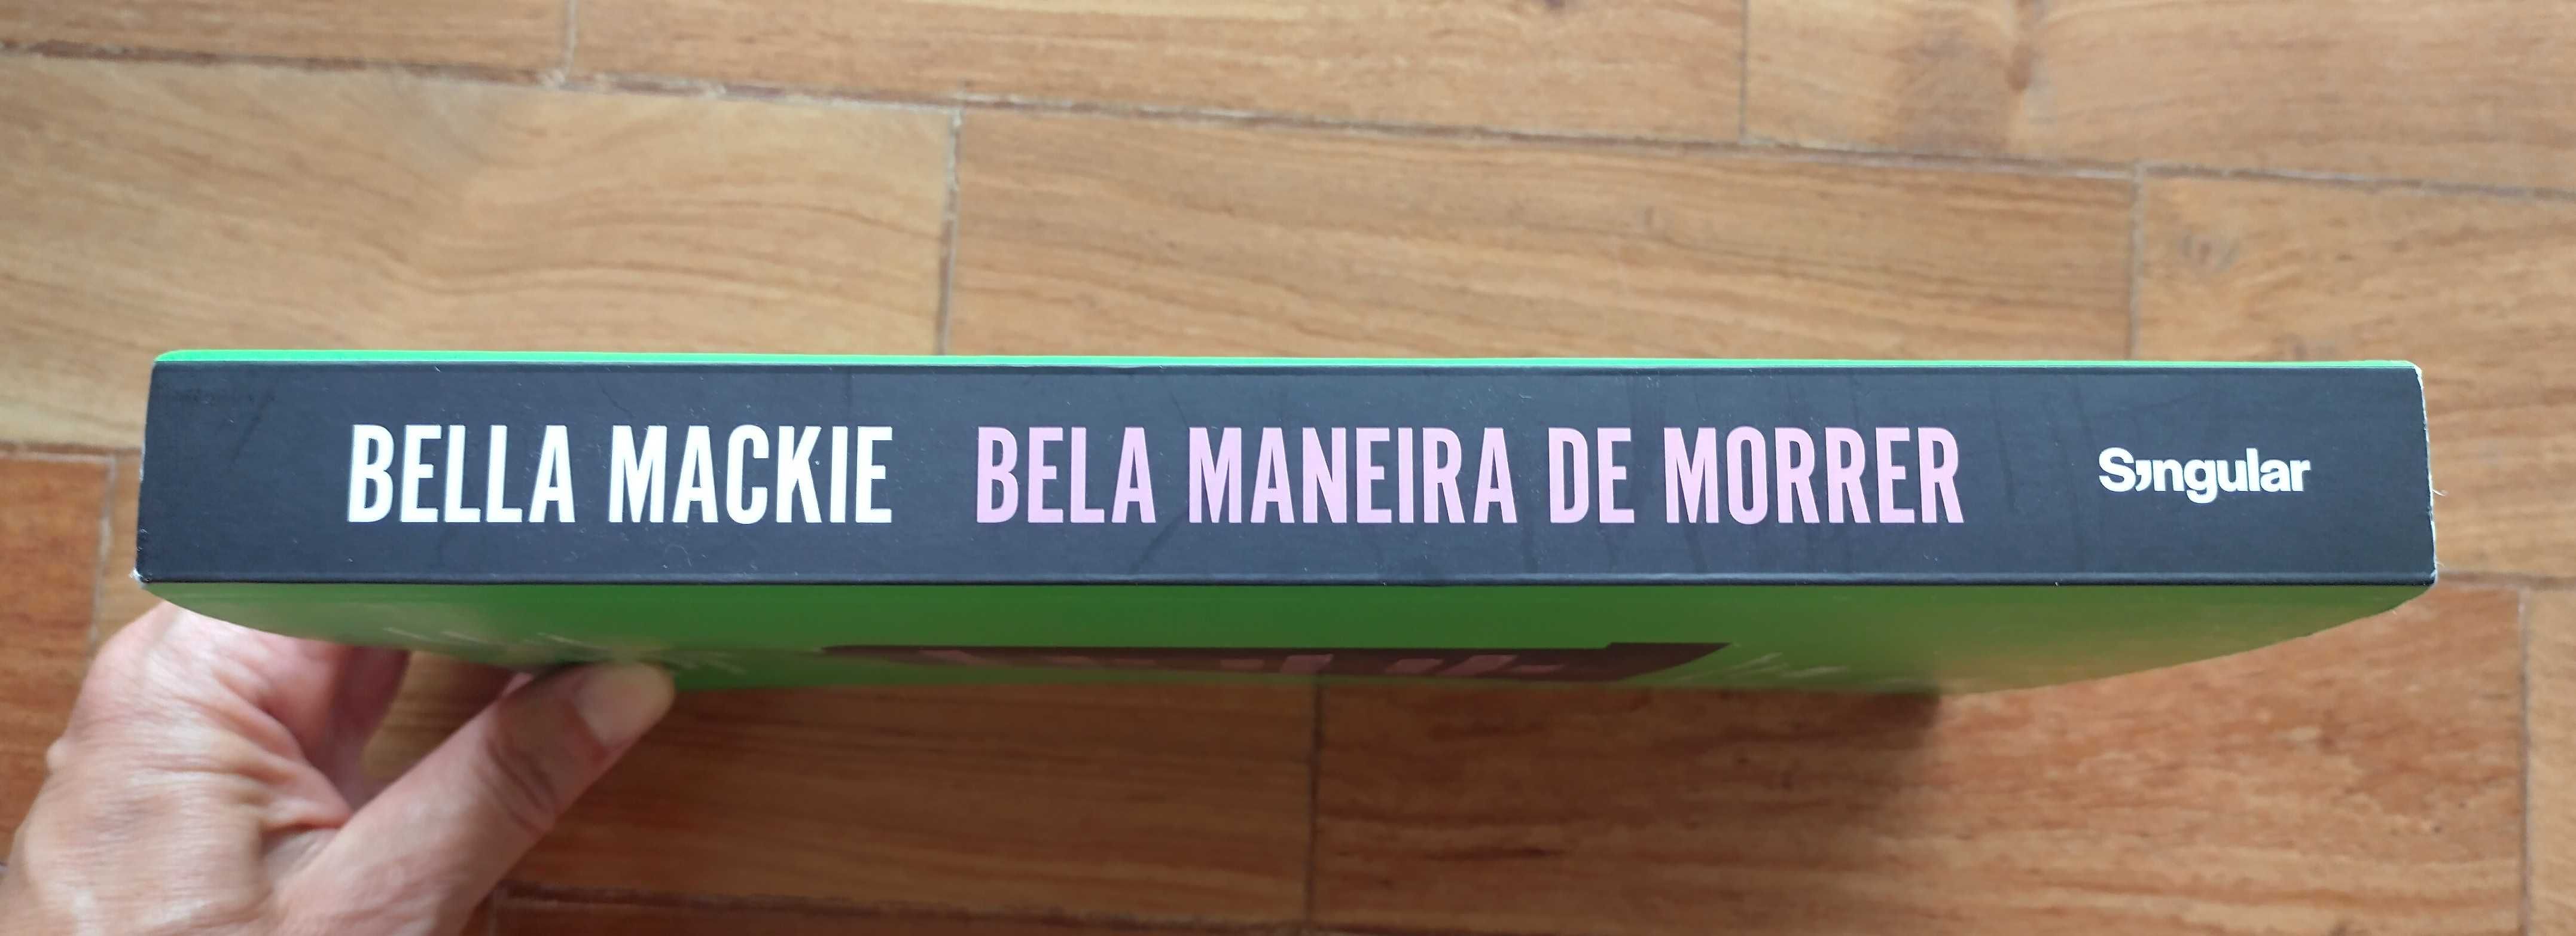 BELLA MACKIE BELA MANEIRA DE MORRER Singular